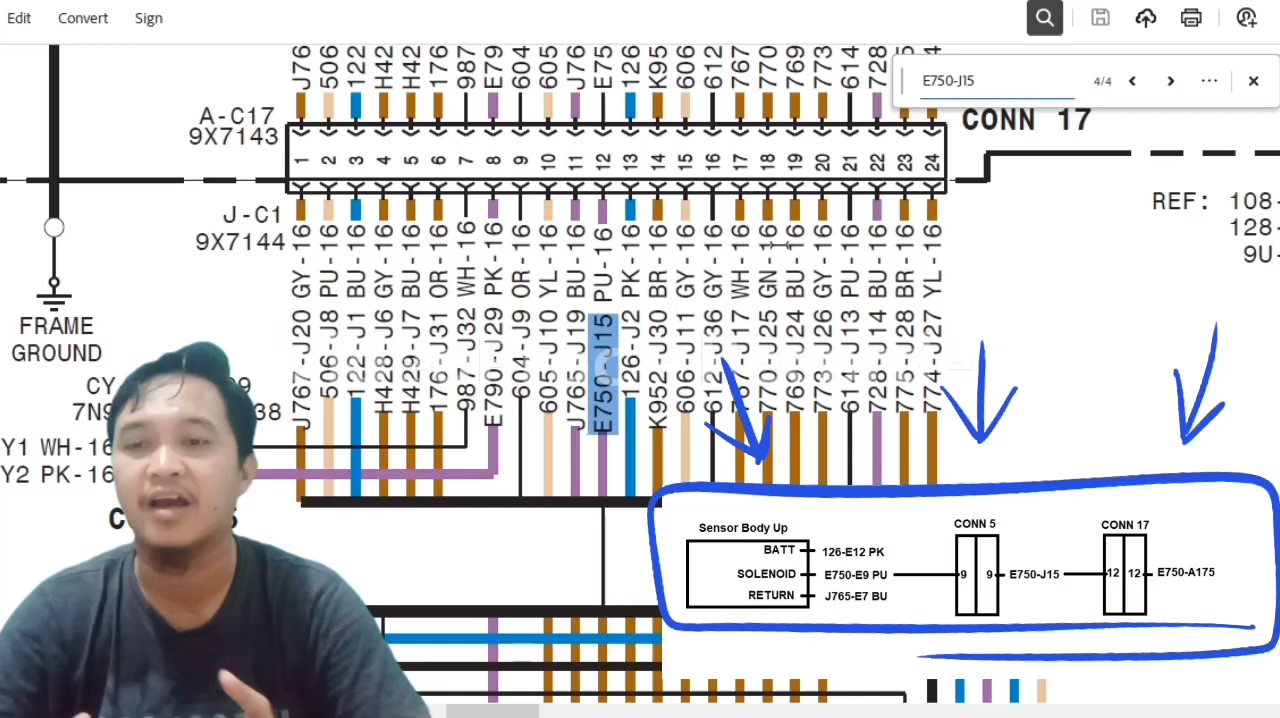 Edit Convert Sign
E750-J15 4/4
J76 506 122 H42 H42 176 987 E79 604 605 J76 E75 126 K95 606 612 767 770 769 773 614 728
A-C17
9X7143
CONN 17
1 2 3 4 5 6 7 8 9 10 11 12 13 14 15 16 17 18 19 20 21 22 23 24
J-C1
9X7144
REF: 108-
128-
9U-
J767-J20 GY-16
506-J8 PU-16
122-J1 BU-16
H428-J6 GY-16
H429-J7 BU-16
176-J31 OR-16
987-J32 WH-16
E790-J29 PK-16
604-J9 OR-16
605-J10 YL-16
J765-J19 BU-16
E750-J15 PU-16
126-J2 PK-16
K952-J30 BR-16
606-J11 GY-16
612-J36 GY-16
767-J17 WH-16
770-J25 GN-16
769-J24 BU-16
773-J26 GY-16
614-J13 PU-16
728-J14 BU-16
775-J28 BR-16
774-J27 YL-16
FRAME
GROUND
CY
7N9 38
Y1 WH-16
Y2 PK-16
Sensor Body Up
CONN 5
CONN 17
BATT 126-E12 PK
SOLENOID E750-E9 PU 9 9 E750-J15 12 12 E750-A175
RETURN J765-E7 BU